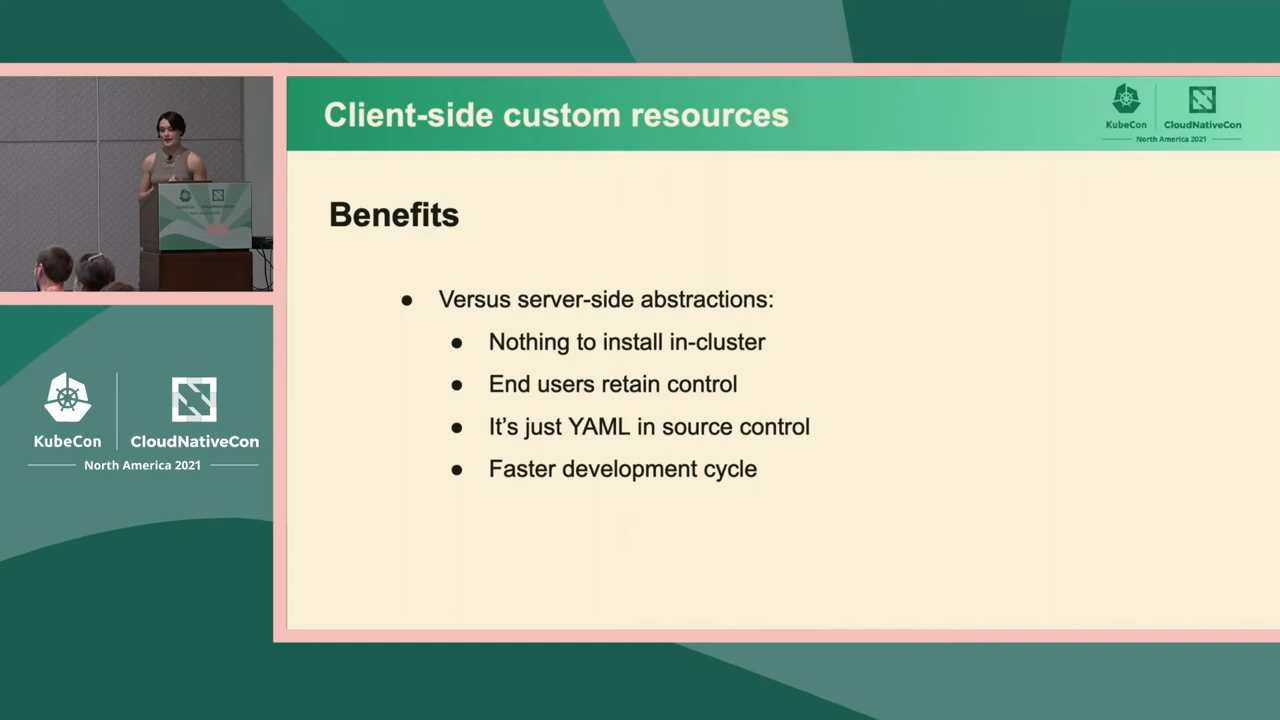 Client-side custom resources
KubeCon
CloudNativeCon
North America 2021
Benefits
● Versus server-side abstractions:
● Nothing to install in-cluster
● End users retain control
● It's just YAML in source control
● Faster development cycle
KubeCon
CloudNativeCon
North America 2021